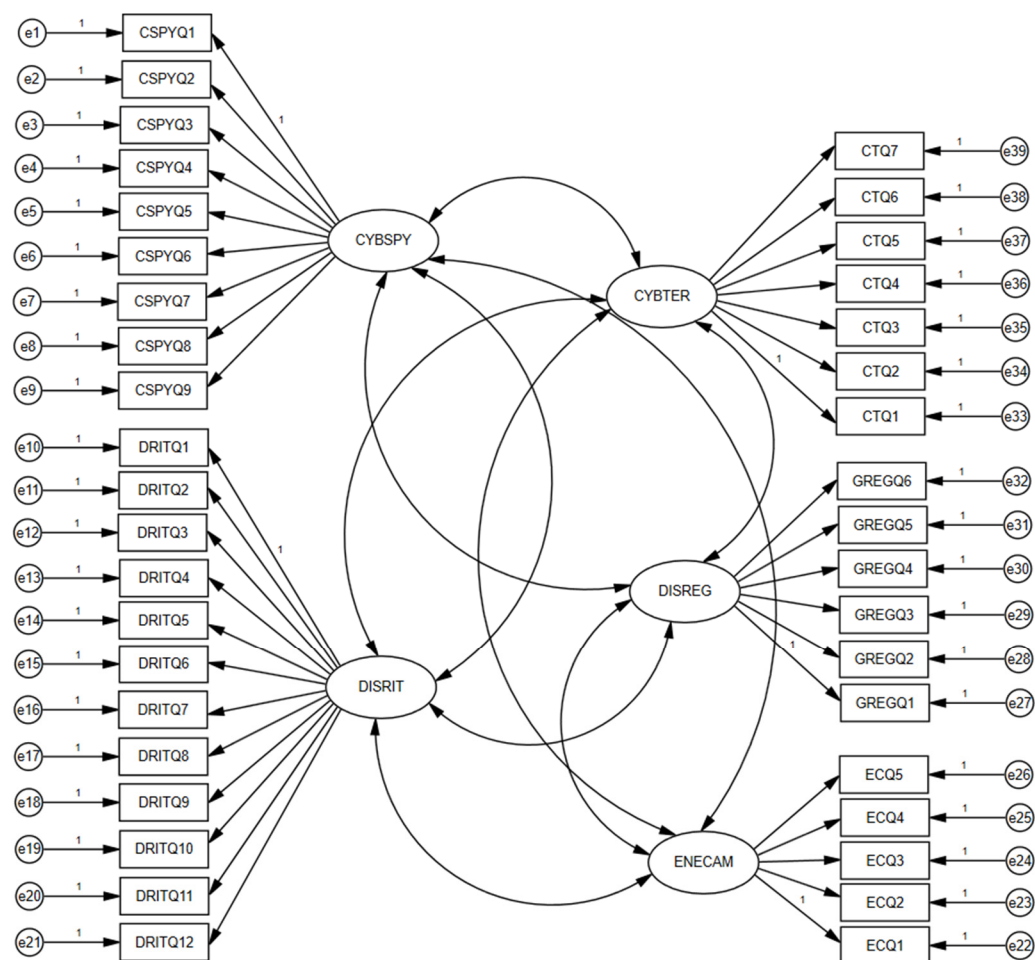 e1 1 CSPYQ1
e2 1 CSPYQ2
e3 1 CSPYQ3
e4 1 CSPYQ4
e5 1 CSPYQ5
e6 1 CSPYQ6
e7 1 CSPYQ7
e8 1 CSPYQ8
e9 1 CSPYQ9
1
CYBSPY
e10 1 DRITQ1
e11 1 DRITQ2
e12 1 DRITQ3
e13 1 DRITQ4
e14 1 DRITQ5
e15 1 DRITQ6
e16 1 DRITQ7
e17 1 DRITQ8
e18 1 DRITQ9
e19 1 DRITQ10
e20 1 DRITQ11
e21 1 DRITQ12
1
DISRIT
CYBTER
1
CTQ7 1 e39
CTQ6 1 e38
CTQ5 1 e37
CTQ4 1 e36
CTQ3 1 e35
CTQ2 1 e34
CTQ1 1 e33
DISREG
1
GREGQ6 1 e32
GREGQ5 1 e31
GREGQ4 1 e30
GREGQ3 1 e29
GREGQ2 1 e28
GREGQ1 1 e27
ENECAM
1
ECQ5 1 e26
ECQ4 1 e25
ECQ3 1 e24
ECQ2 1 e23
ECQ1 1 e22